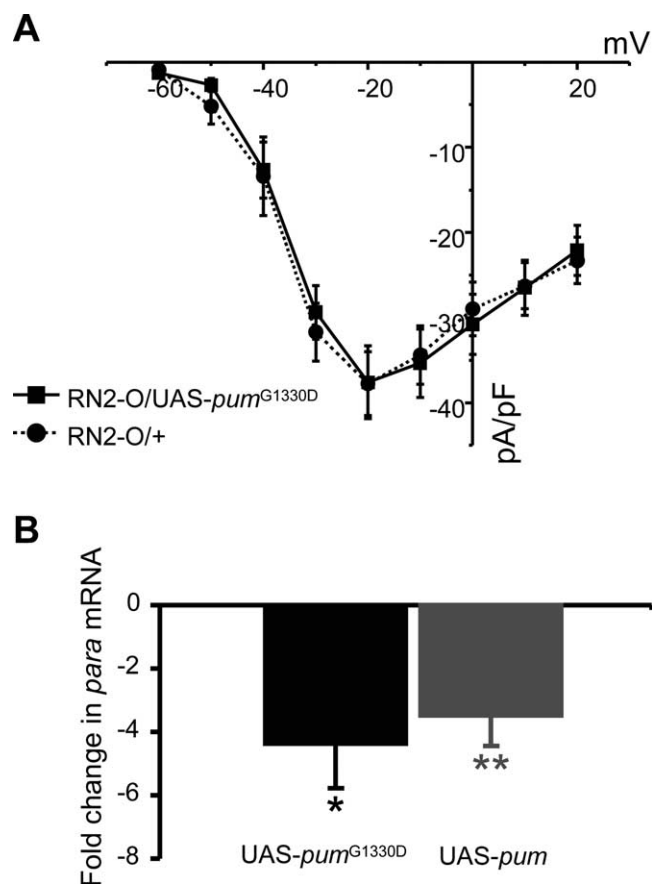 A
mV
-60 -40 -20 20
-10
-20
-30
-40
pA/pF
RN2-O/UAS-pumG1330D
RN2-O/+
B
Fold change in para mRNA
0
-2
-4
-6
-8
*
**
UAS-pumG1330D UAS-pum